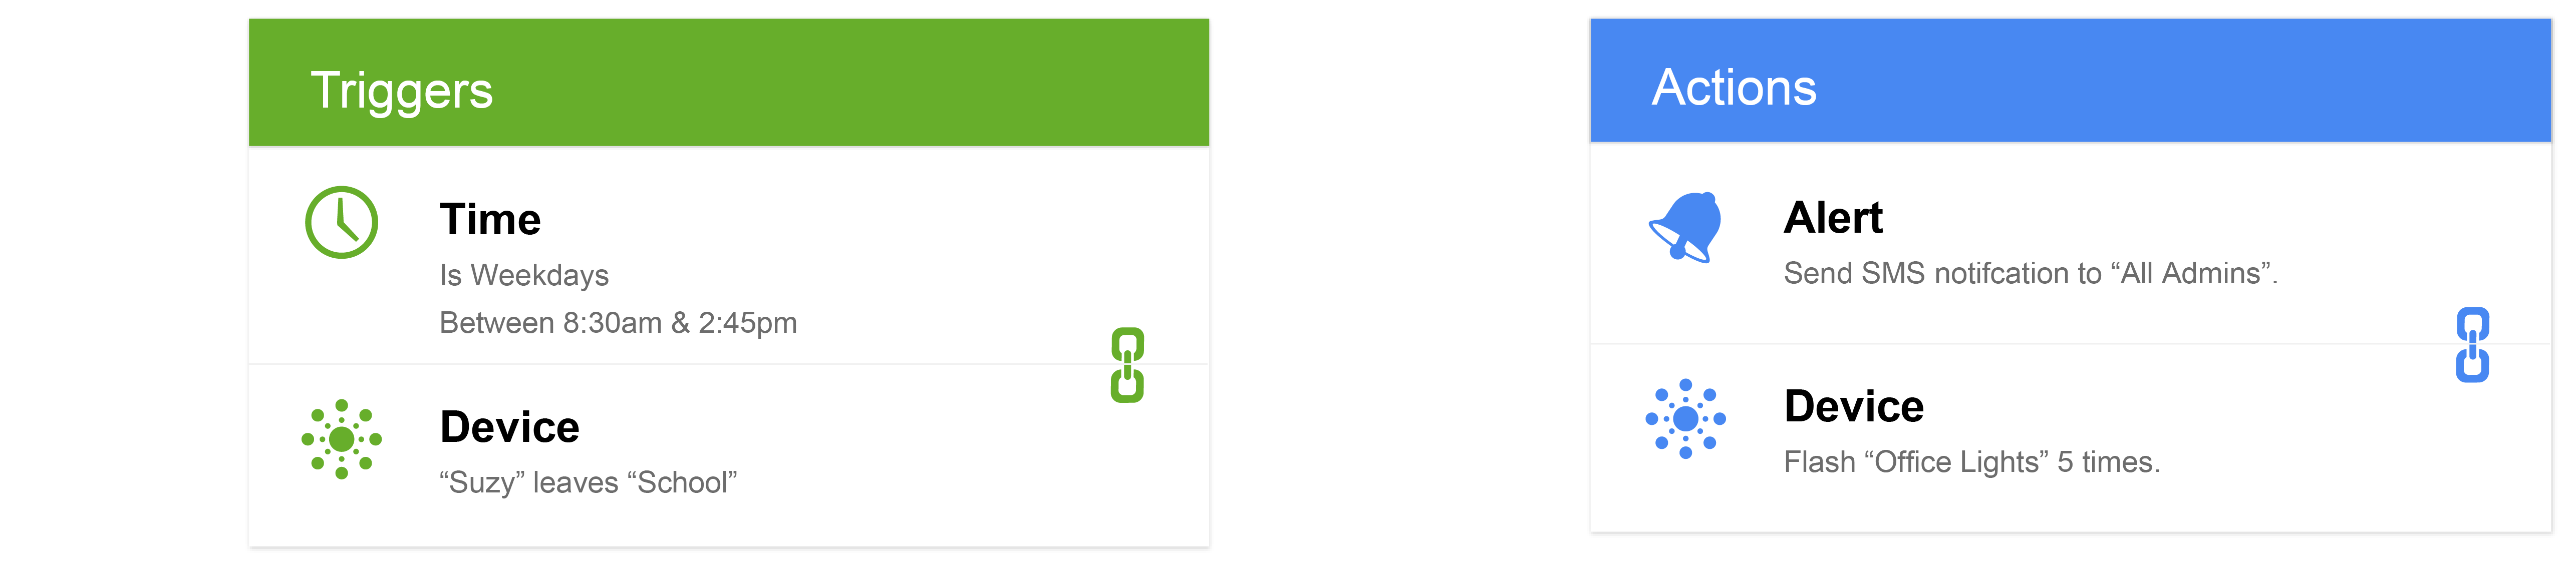 Triggers
Time
Is Weekdays
Between 8:30am & 2:45pm
Device
“Suzy” leaves “School”
Actions
Alert
Send SMS notifcation to “All Admins”.
Device
Flash “Office Lights” 5 times.